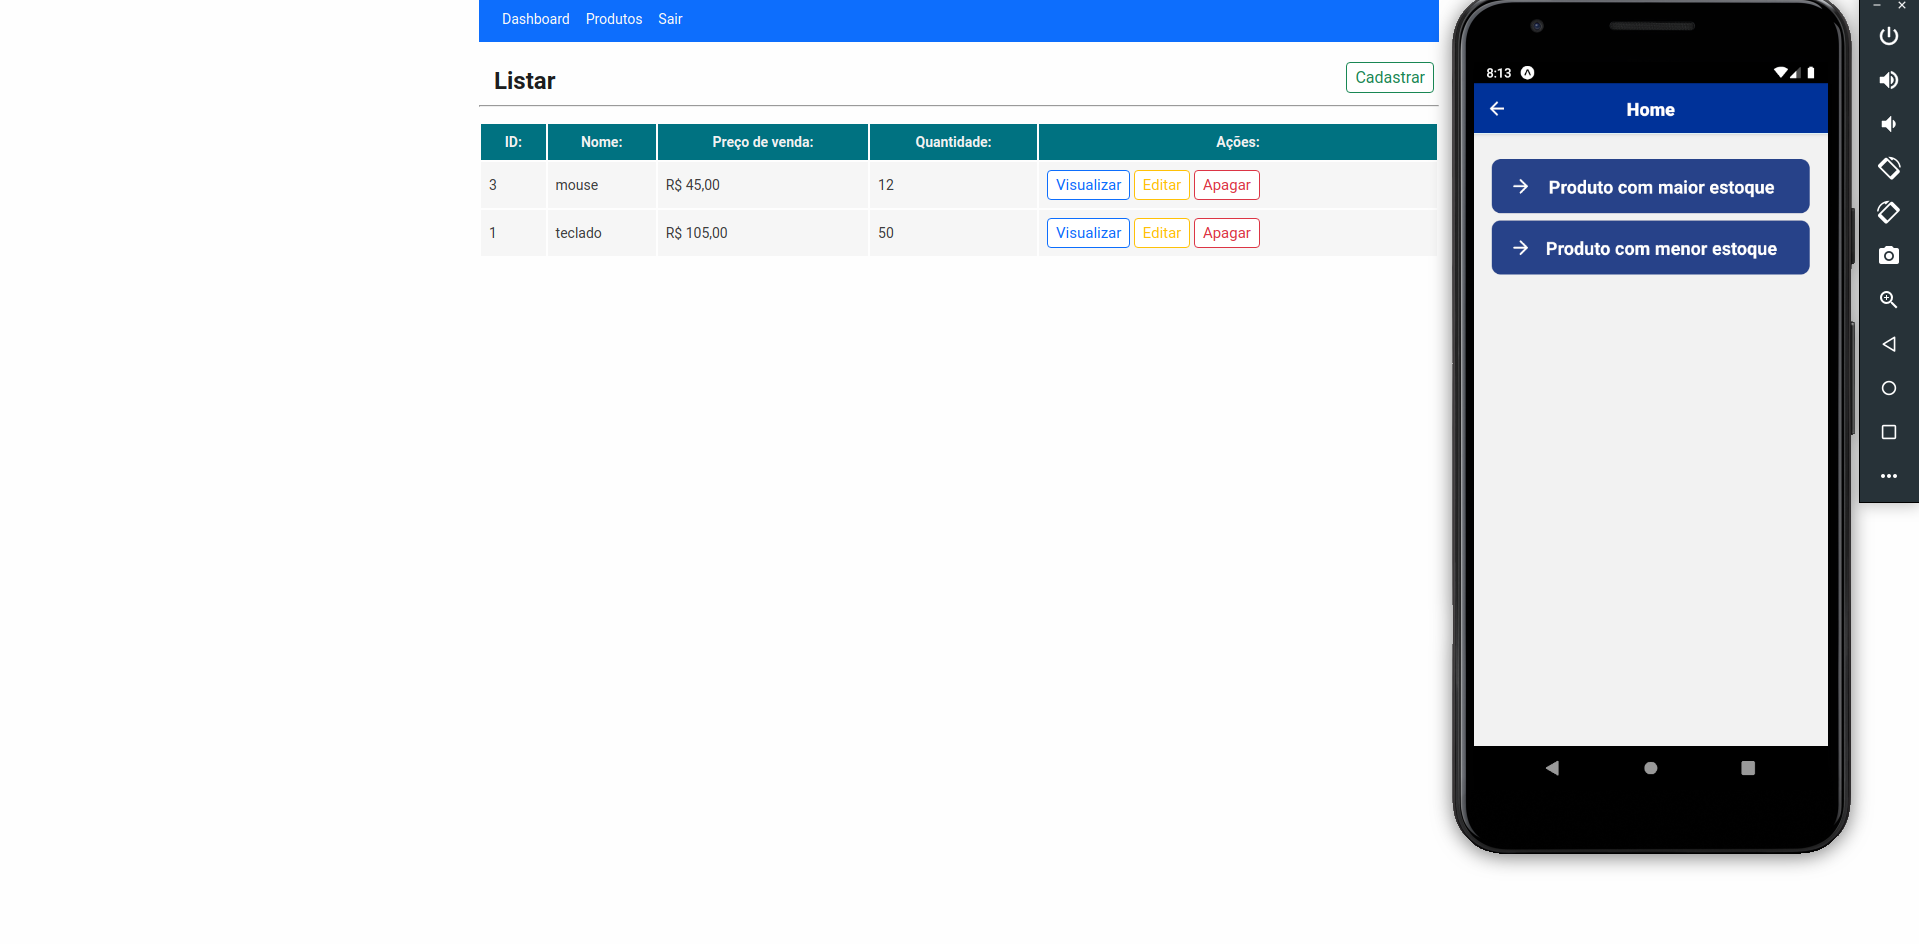 Dashboard Produtos Sair
Listar
Cadastrar
ID: Nome: Preço de venda: Quantidade: Ações:
3 mouse R$ 45,00 12 Visualizar Editar Apagar
1 teclado R$ 105,00 50 Visualizar Editar Apagar
8:13
Home
Produto com maior estoque
Produto com menor estoque